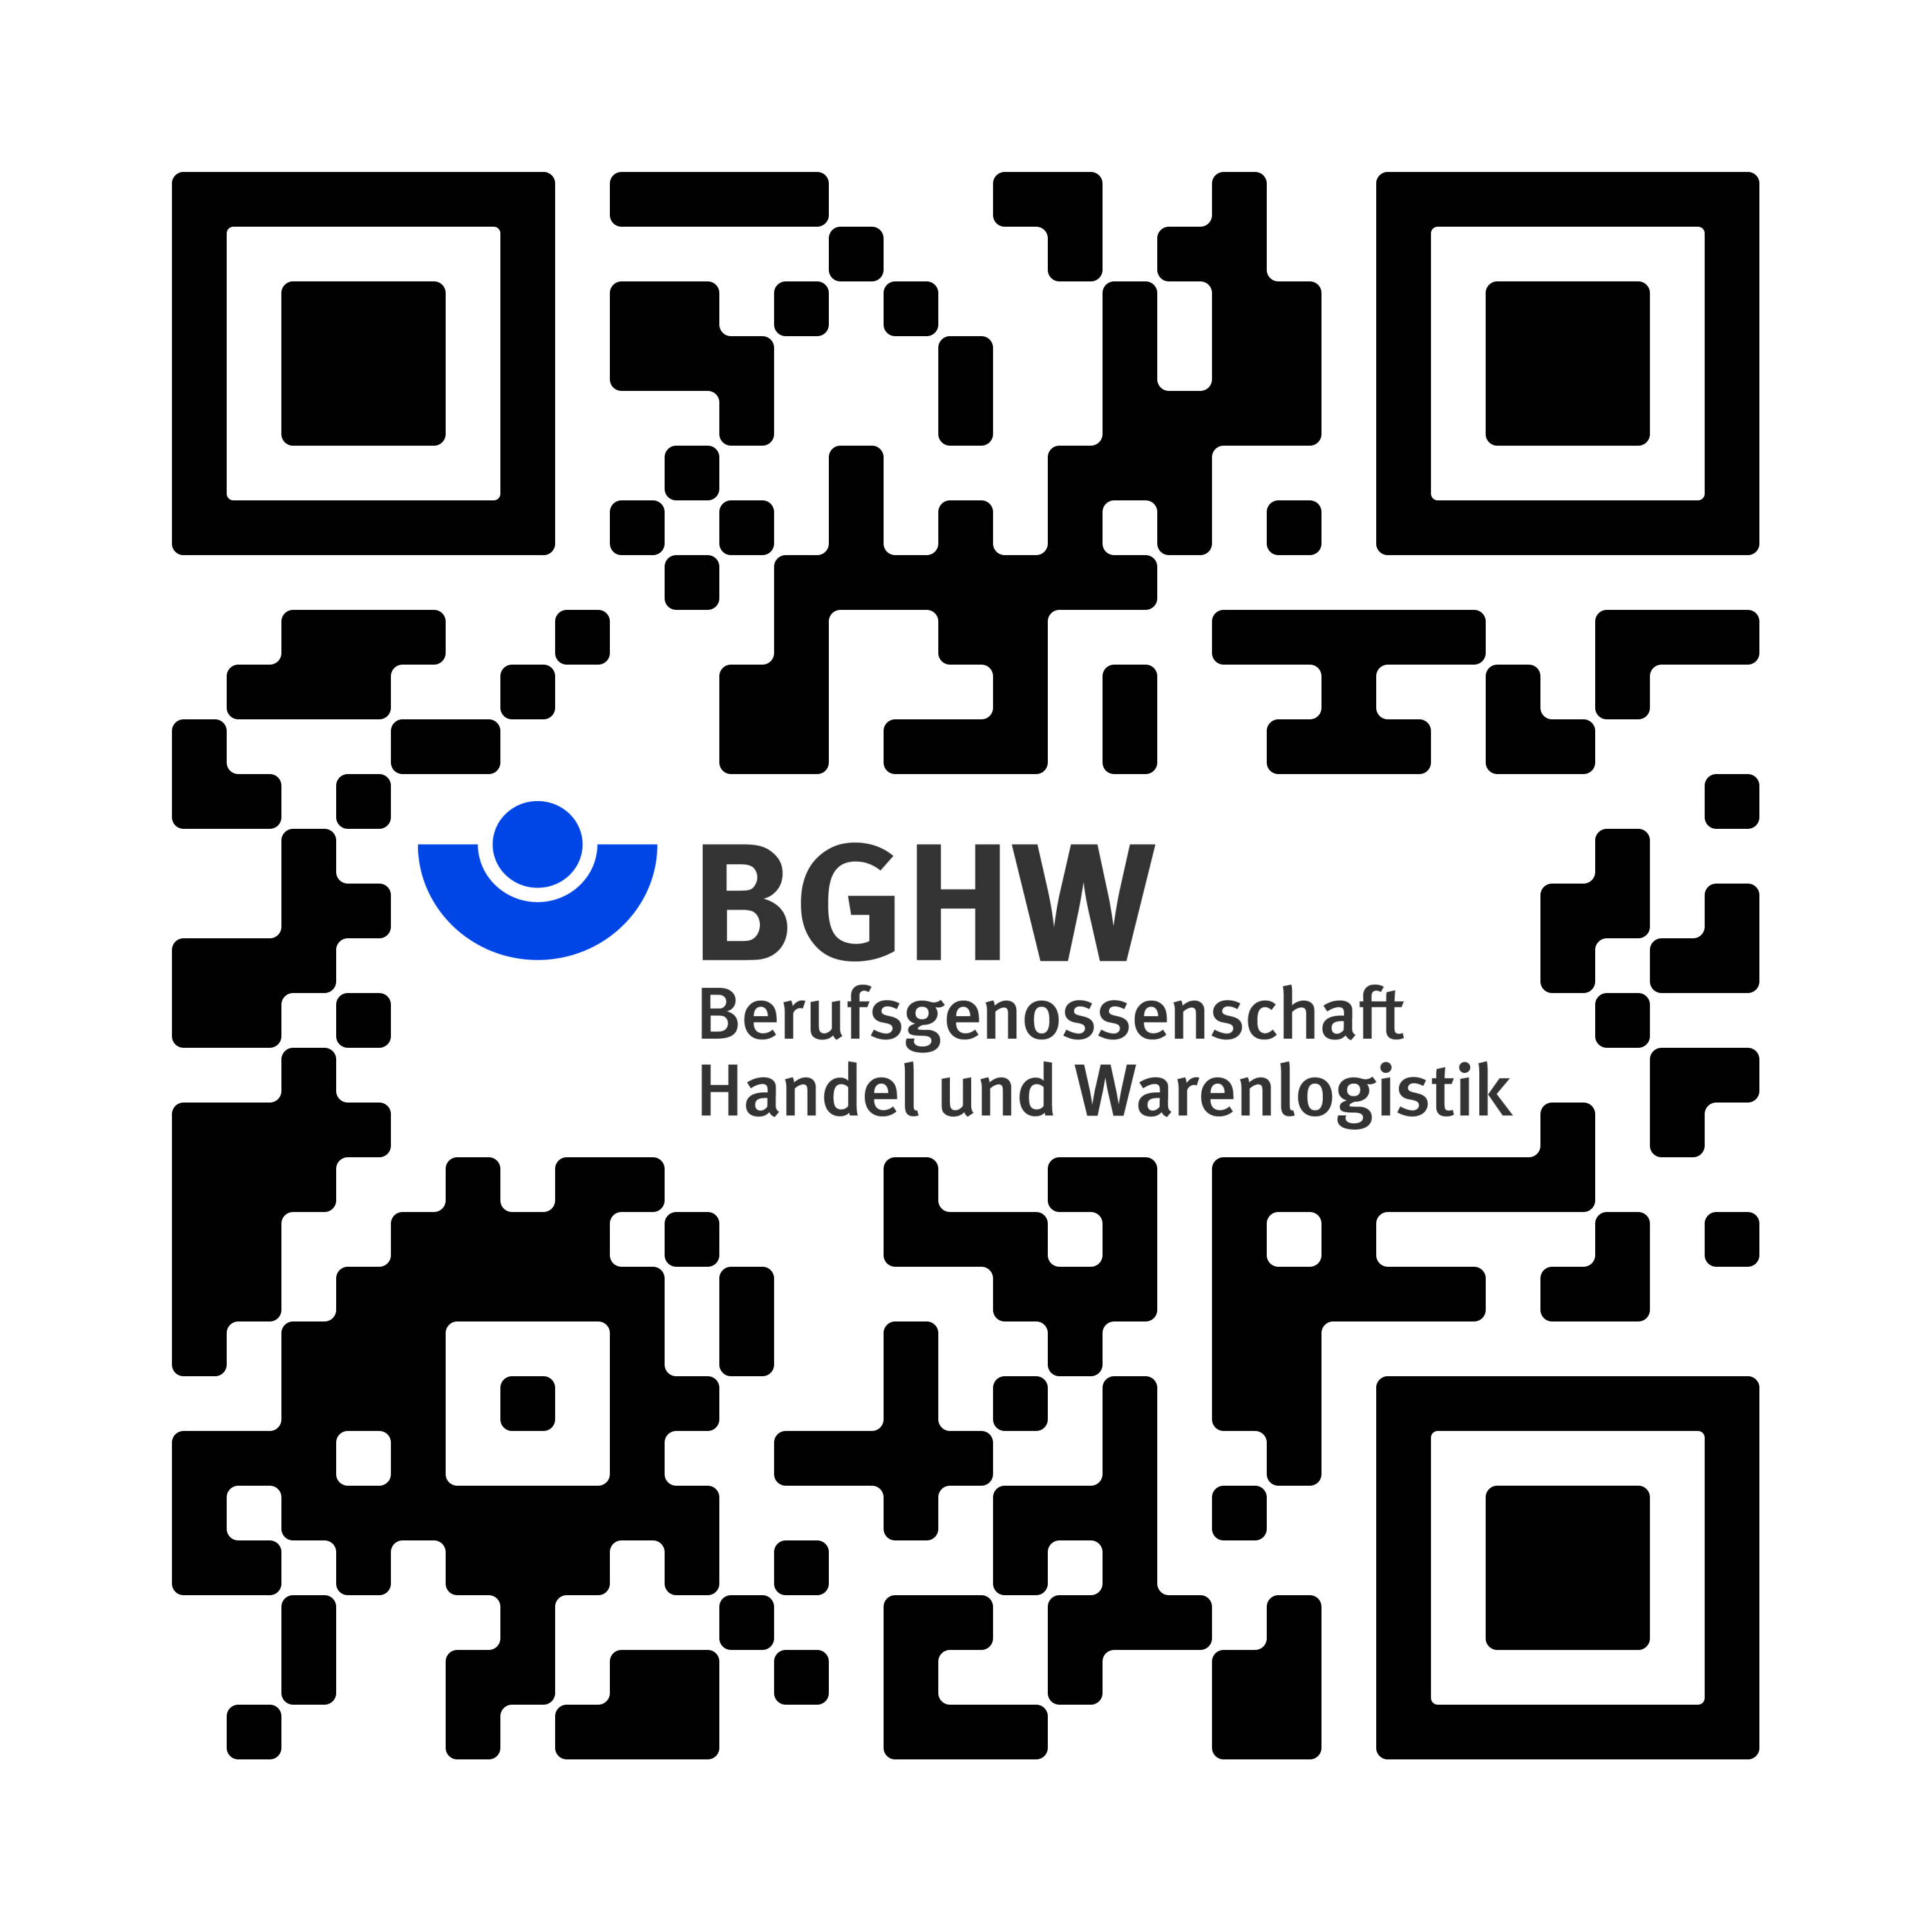 BGHW
Berufsgenossenschaft
Handel und Warenlogistik